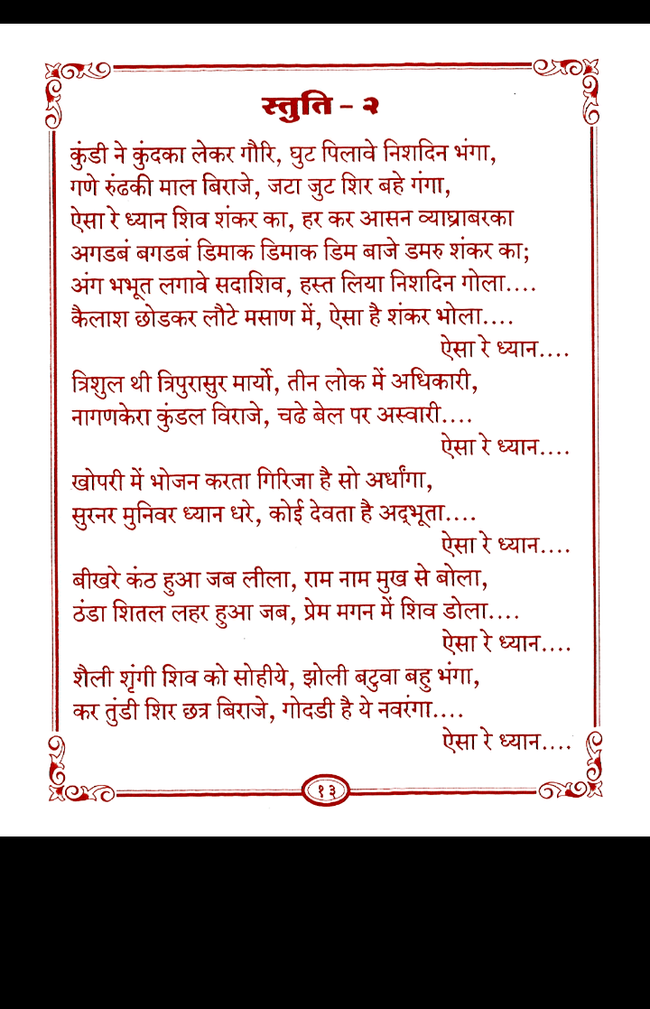 स्तुति – २
कुंडी ने कुंदका लेकर गौरि, घुट पिलावे निशदिन भंगा,
गणे रुंढकी माल बिराजे, जटा जुट शिर बहे गंगा,
ऐसा रे ध्यान शिव शंकर का, हर कर आसन व्याघ्राबरका
अगडबं बगडबं डिमाक डिमाक डिम बाजे डमरु शंकर का;
अंग भभूत लगावे सदाशिव, हस्त लिया निशदिन गोला....
कैलाश छोडकर लौटे मसाण में, ऐसा है शंकर भोला....
ऐसा रे ध्यान....
त्रिशुल थी त्रिपुरासुर मार्यो, तीन लोक में अधिकारी,
नागणकेरा कुंडल विराजे, चढे बेल पर अस्वारी....
ऐसा रे ध्यान....
खोपरी में भोजन करता गिरिजा है सो अर्धांगा,
सुरनर मुनिवर ध्यान धरे, कोई देवता है अद्‌भूता....
ऐसा रे ध्यान....
बीखरे कंठ हुआ जब लीला, राम नाम मुख से बोला,
ठंडा शितल लहर हुआ जब, प्रेम मगन में शिव डोला....
ऐसा रे ध्यान....
शैली शृंगी शिव को सोहीये, झोली बटुवा बहु भंगा,
कर तुंडी शिर छत्र बिराजे, गोदडी है ये नवरंगा....
ऐसा रे ध्यान....
१३